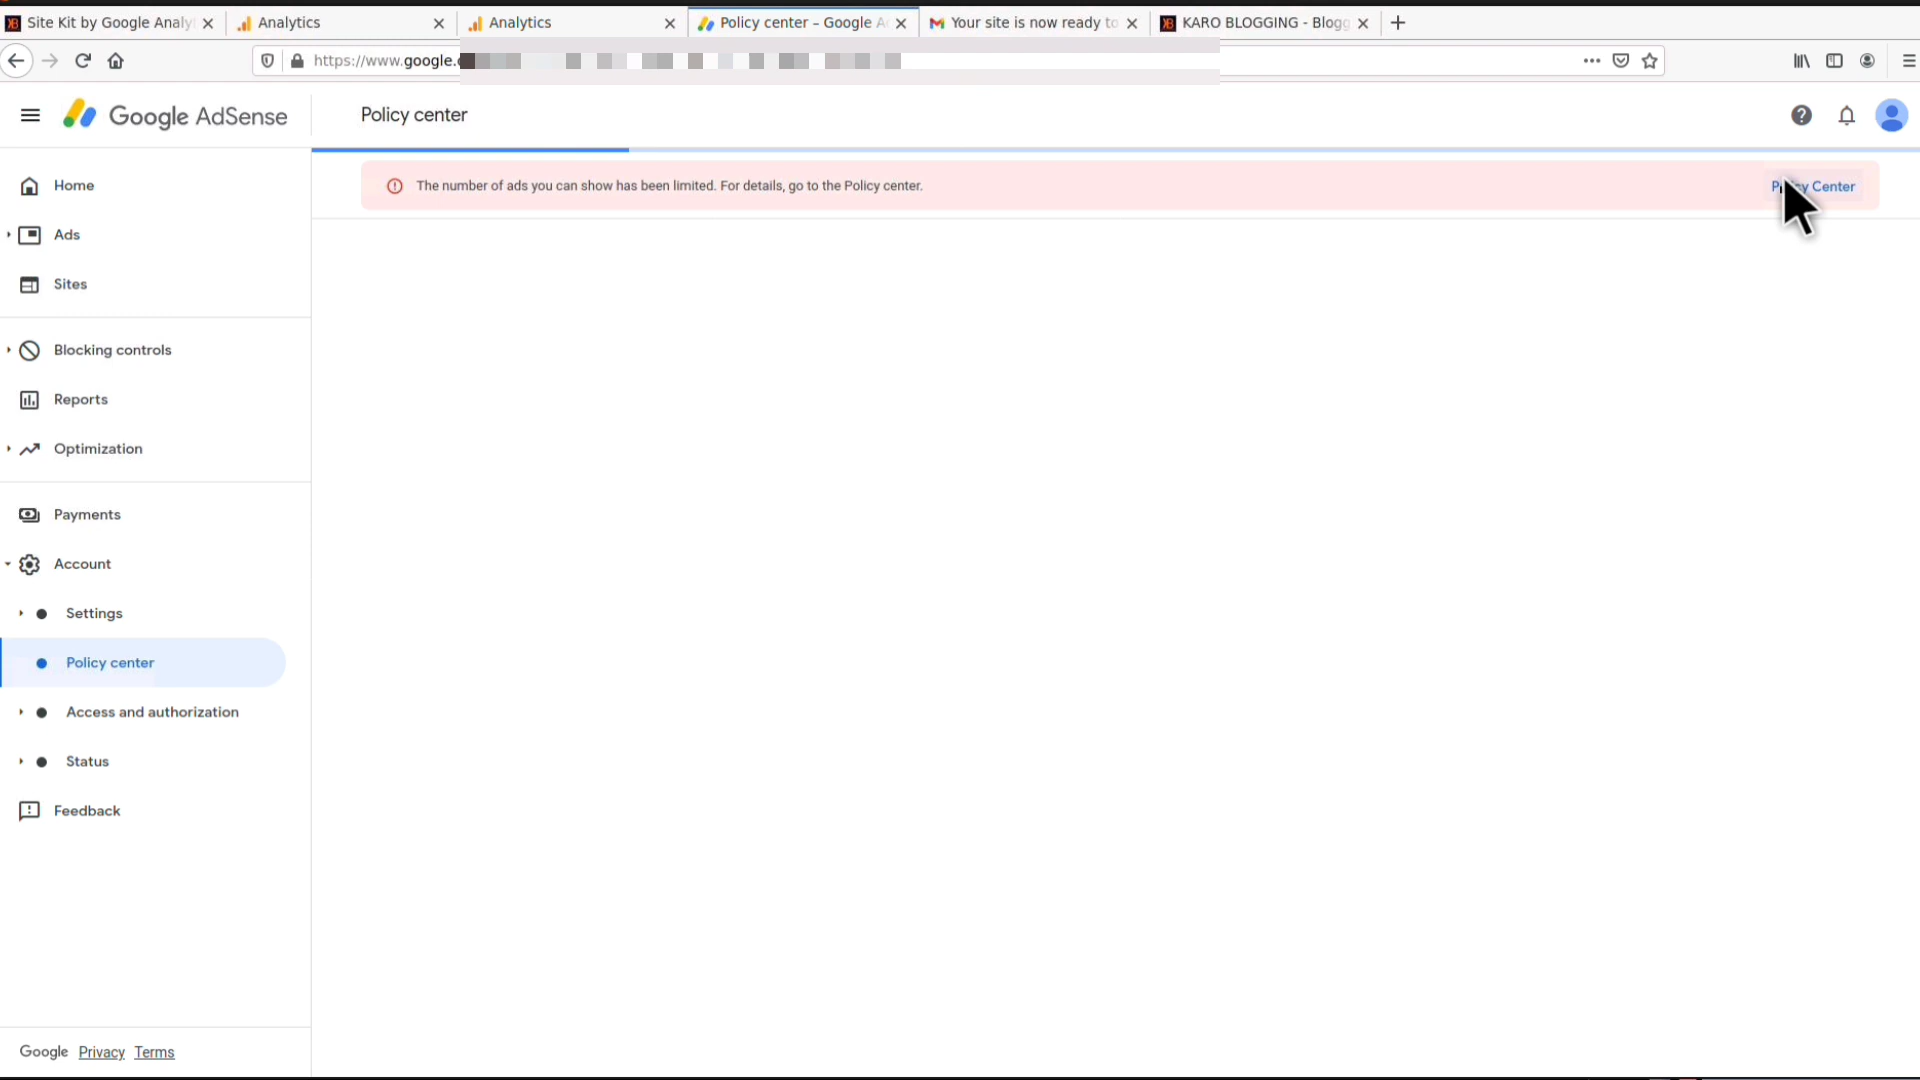 Site Kit by Google Analy
Analytics
Analytics
Policy center – Google A
Your site is now ready to
KARO BLOGGING - Blogg
https://www.google.
Google AdSense
Policy center
Home
Ads
Sites
Blocking controls
Reports
Optimization
Payments
Account
Settings
Policy center
Access and authorization
Status
Feedback
The number of ads you can show has been limited. For details, go to the Policy center.
Policy Center
Google Privacy Terms